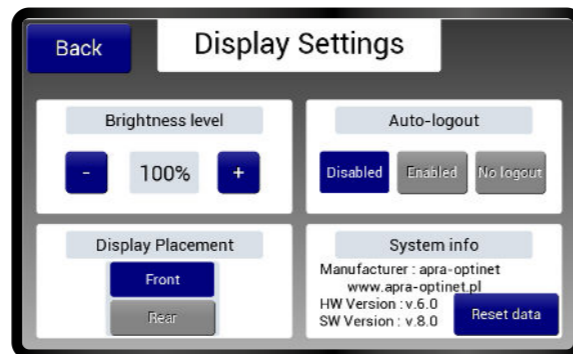 Back
Display Settings
Brightness level
-
100%
+
Auto-logout
Disabled
Enabled
No logout
Display Placement
Front
Rear
System info
Manufacturer : apra-optinet
www.apra-optinet.pl
HW Version : v.6.0
SW Version : v.8.0
Reset data